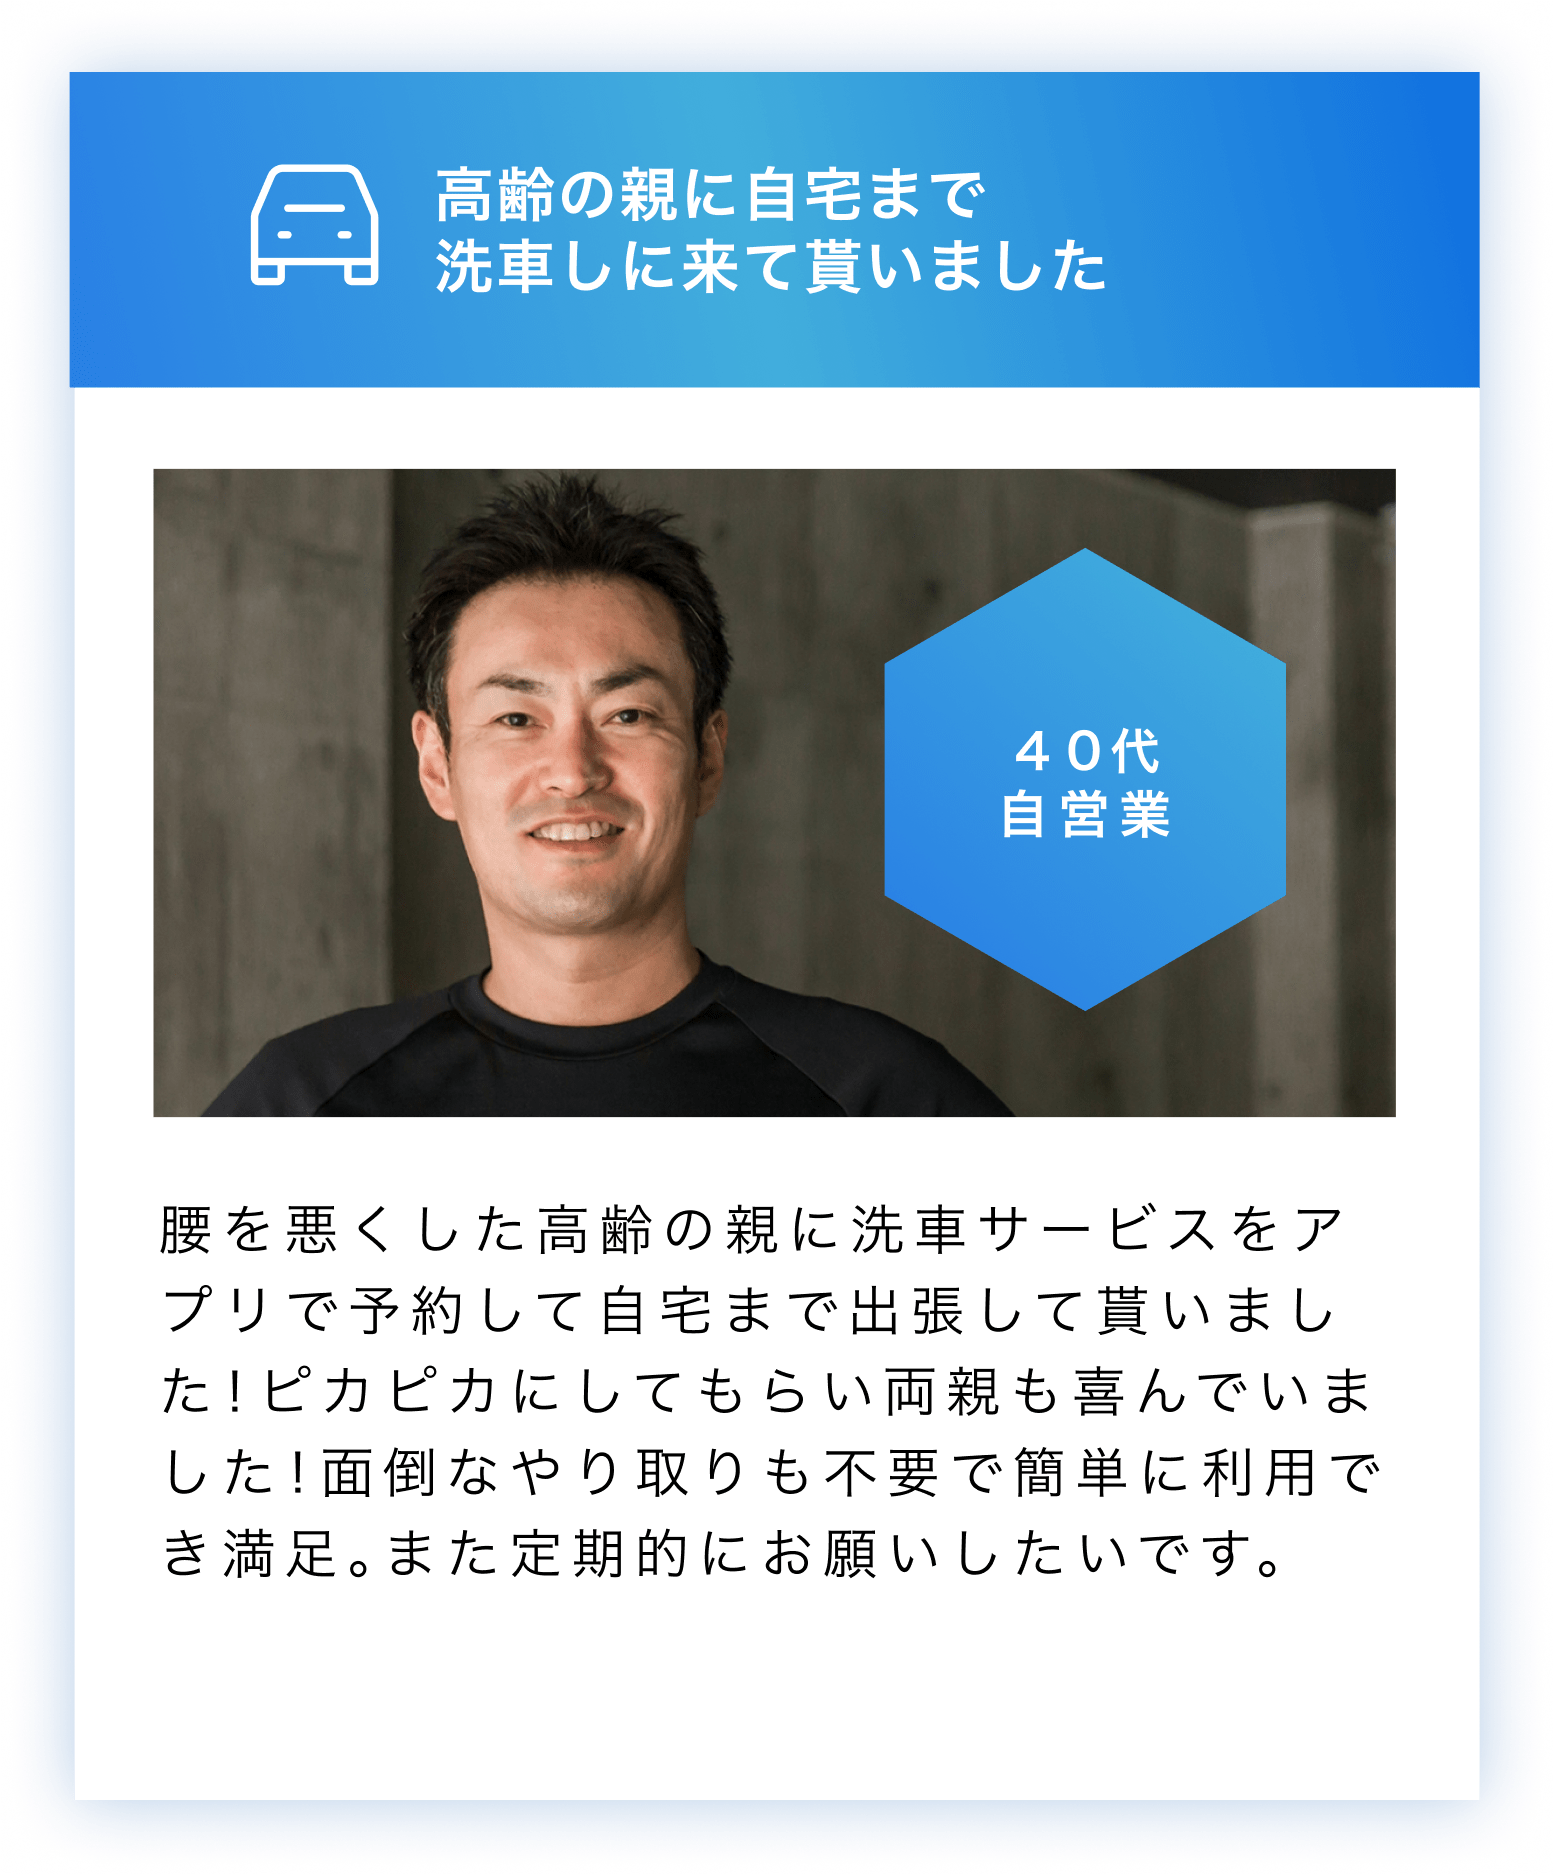 高齢の親に自宅まで
洗車しに来て貰いました
４０代
自営業
腰を悪くした高齢の親に洗車サービスをア
プリで予約して自宅まで出張して貰いまし
た！ピカピカにしてもらい両親も喜んでいま
した！面倒なやり取りも不要で簡単に利用で
き満足。また定期的にお願いしたいです。